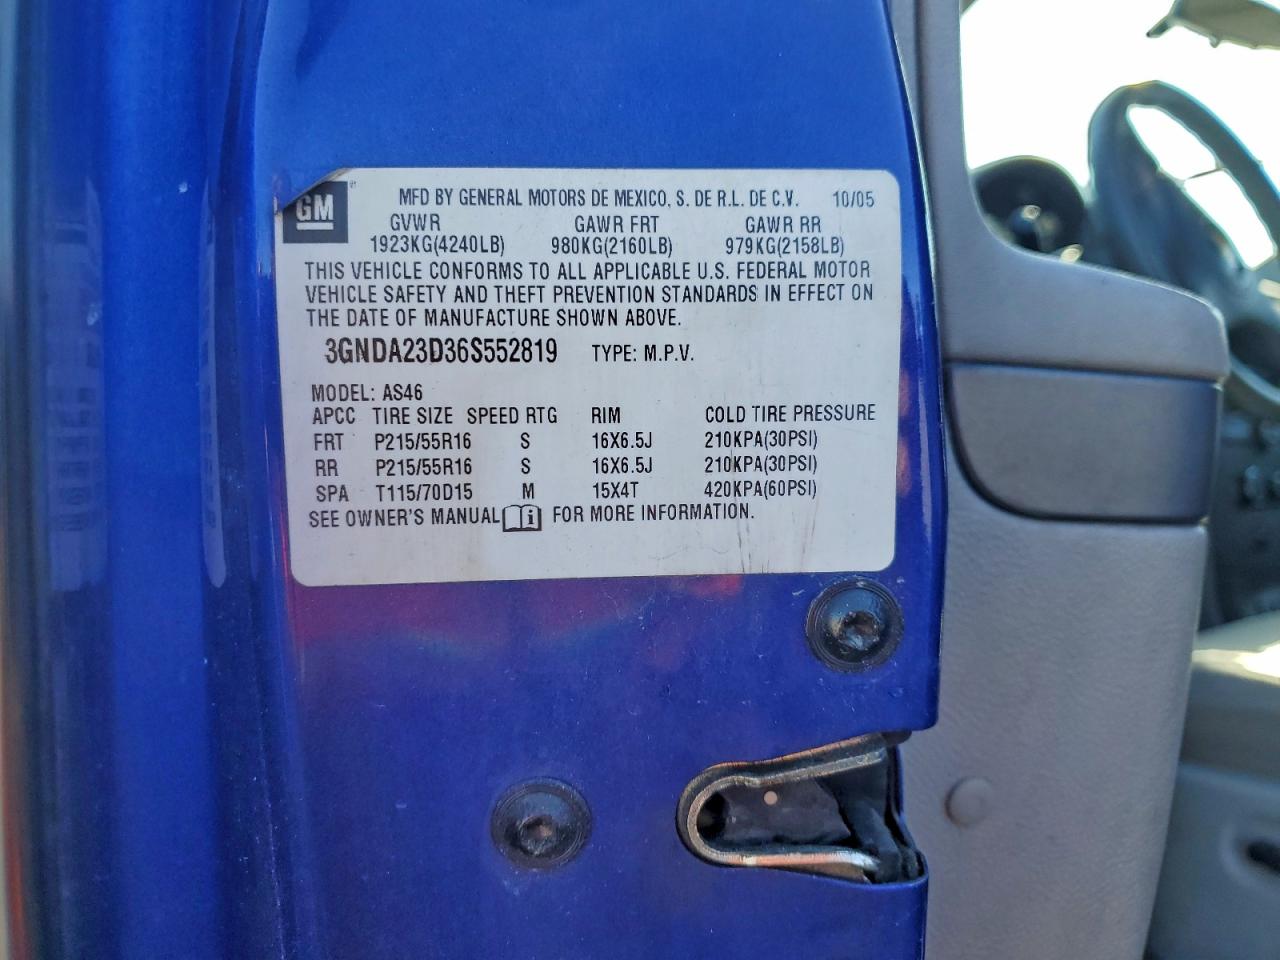 GM
MFD BY GENERAL MOTORS DE MEXICO, S. DE R.L. DE C.V. 10/05
GVWR GAWR FRT GAWR RR
1923KG(4240LB) 980KG(2160LB) 979KG(2158LB)
THIS VEHICLE CONFORMS TO ALL APPLICABLE U.S. FEDERAL MOTOR
VEHICLE SAFETY AND THEFT PREVENTION STANDARDS IN EFFECT ON
THE DATE OF MANUFACTURE SHOWN ABOVE.
3GNDA23D36S552819 TYPE: M.P.V.
MODEL: AS46
APCC TIRE SIZE SPEED RTG RIM COLD TIRE PRESSURE
FRT P215/55R16 S 16X6.5J 210KPA(30PSI)
RR P215/55R16 S 16X6.5J 210KPA(30PSI)
SPA T115/70D15 M 15X4T 420KPA(60PSI)
SEE OWNER'S MANUAL FOR MORE INFORMATION.